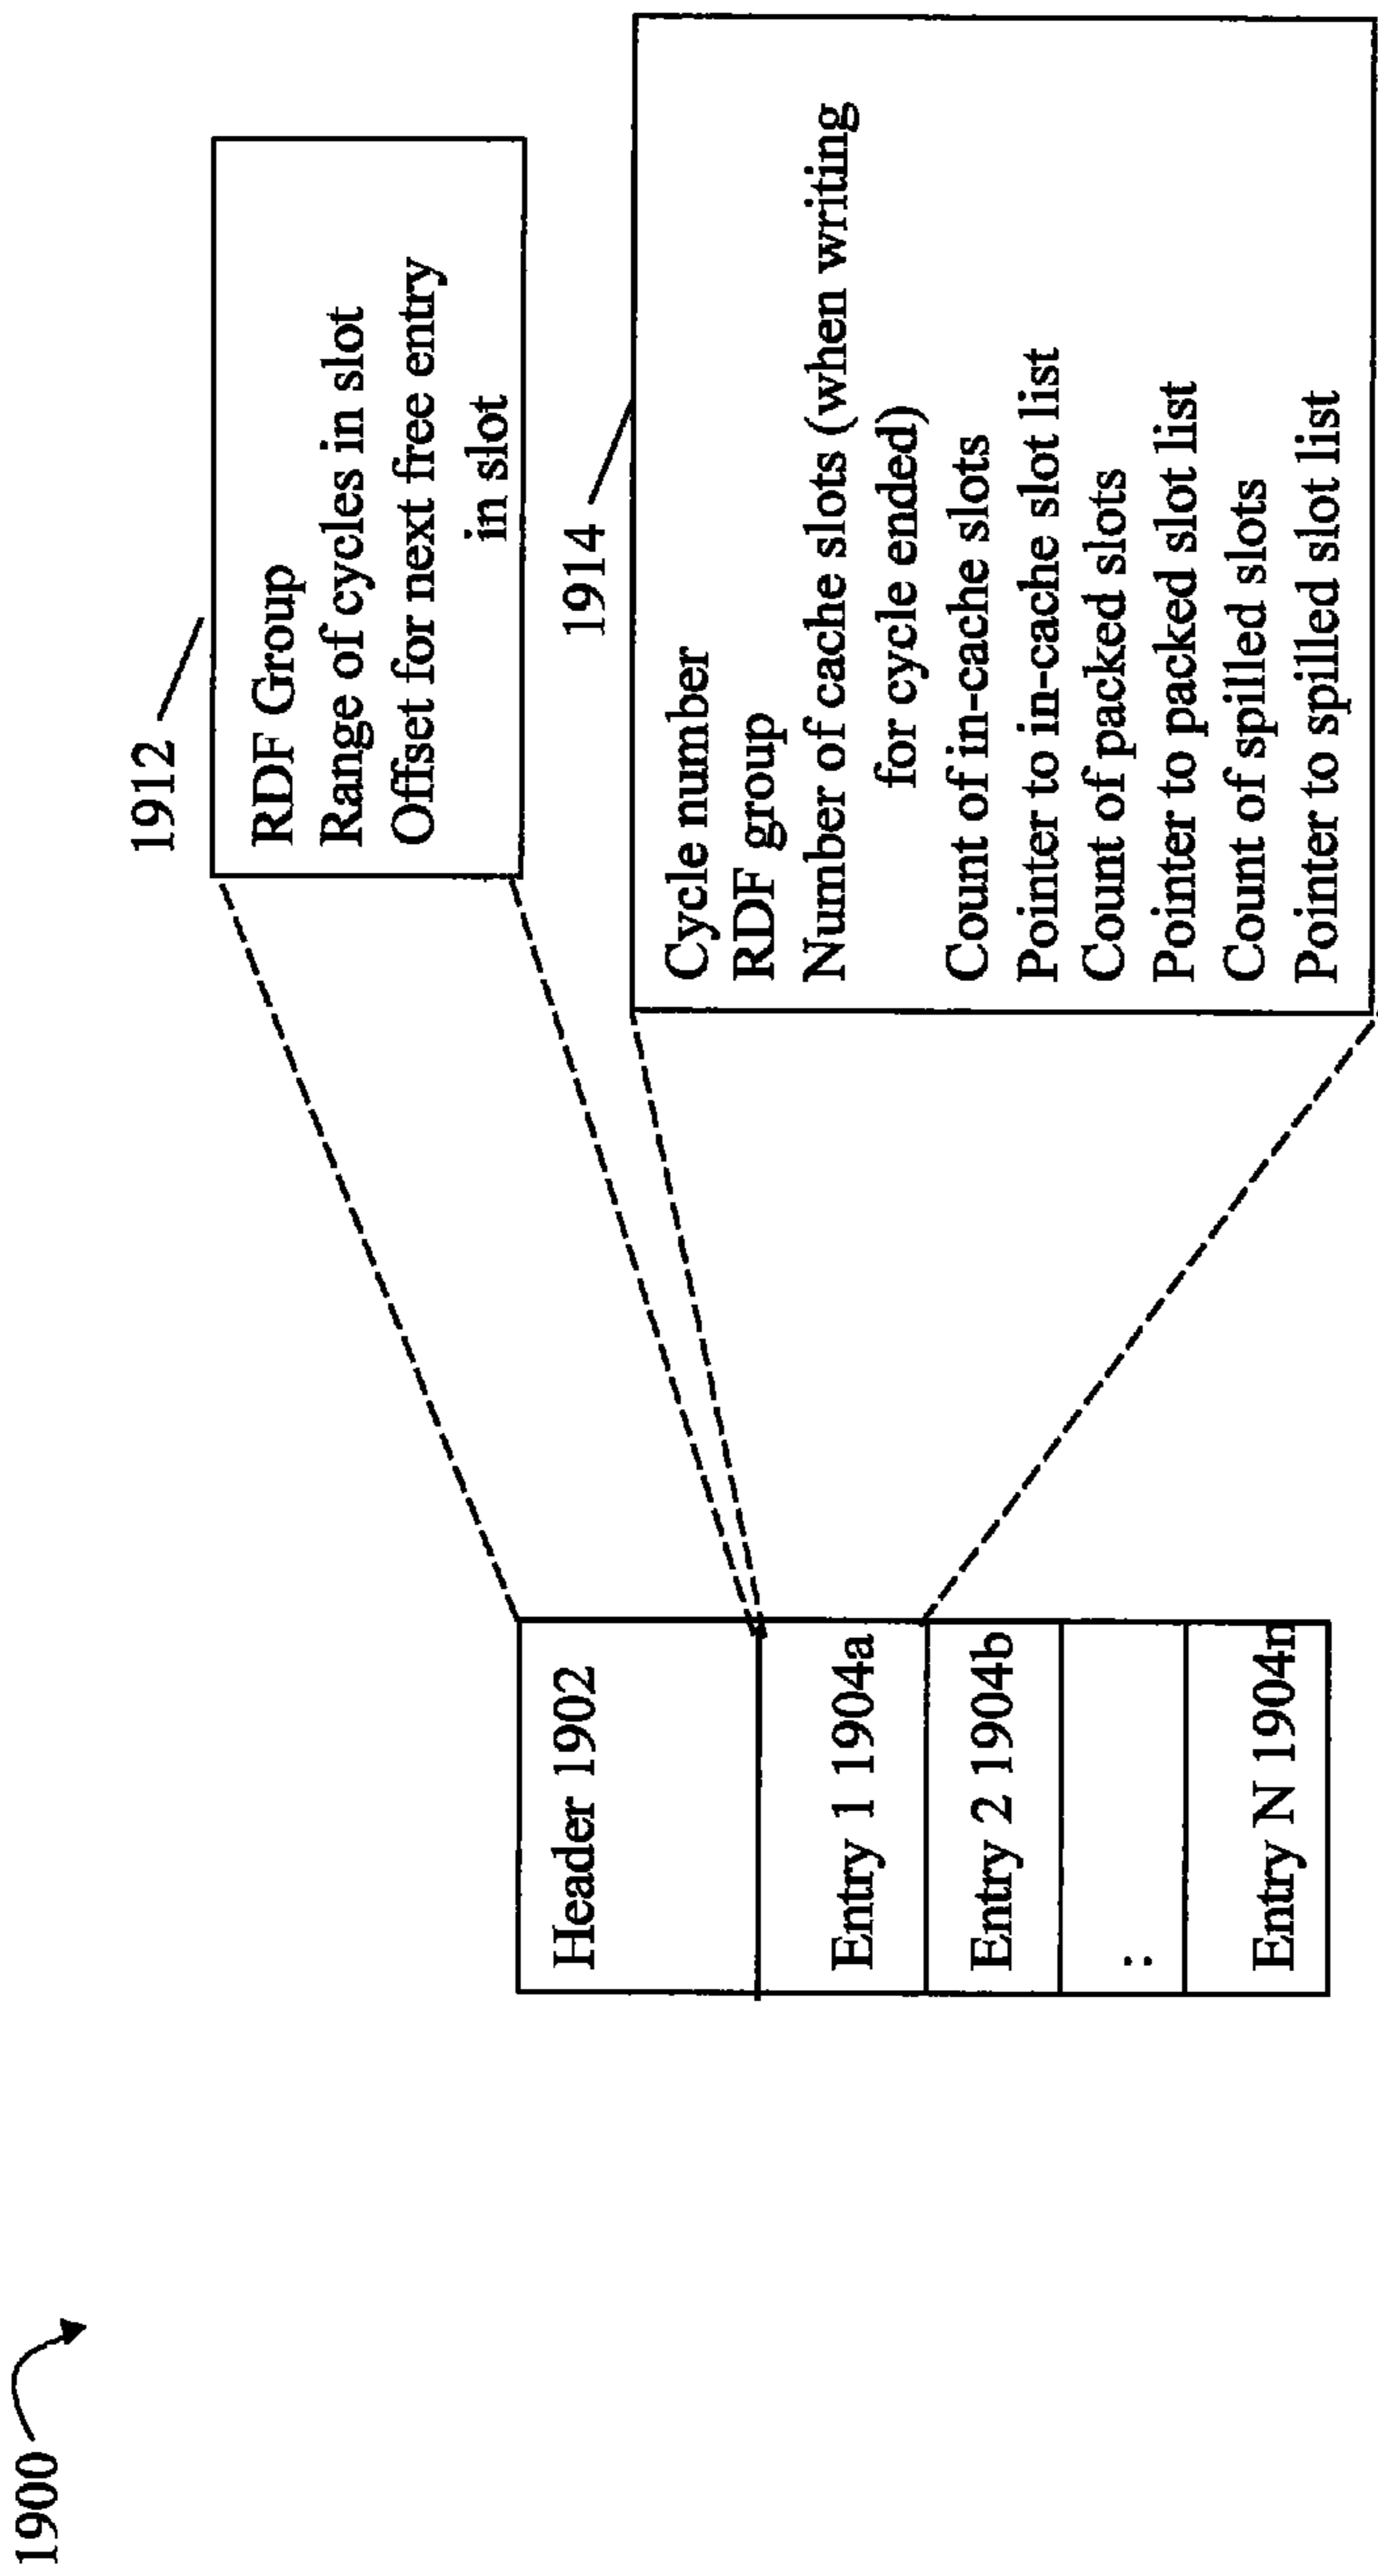 1900
Header 1902
Entry 1 1904a
Entry 2 1904b
:
Entry N 1904n
1912
RDF Group
Range of cycles in slot
Offset for next free entry
in slot
1914
Cycle number
RDF group
Number of cache slots (when writing
for cycle ended)
Count of in-cache slots
Pointer to in-cache slot list
Count of packed slots
Pointer to packed slot list
Count of spilled slots
Pointer to spilled slot list